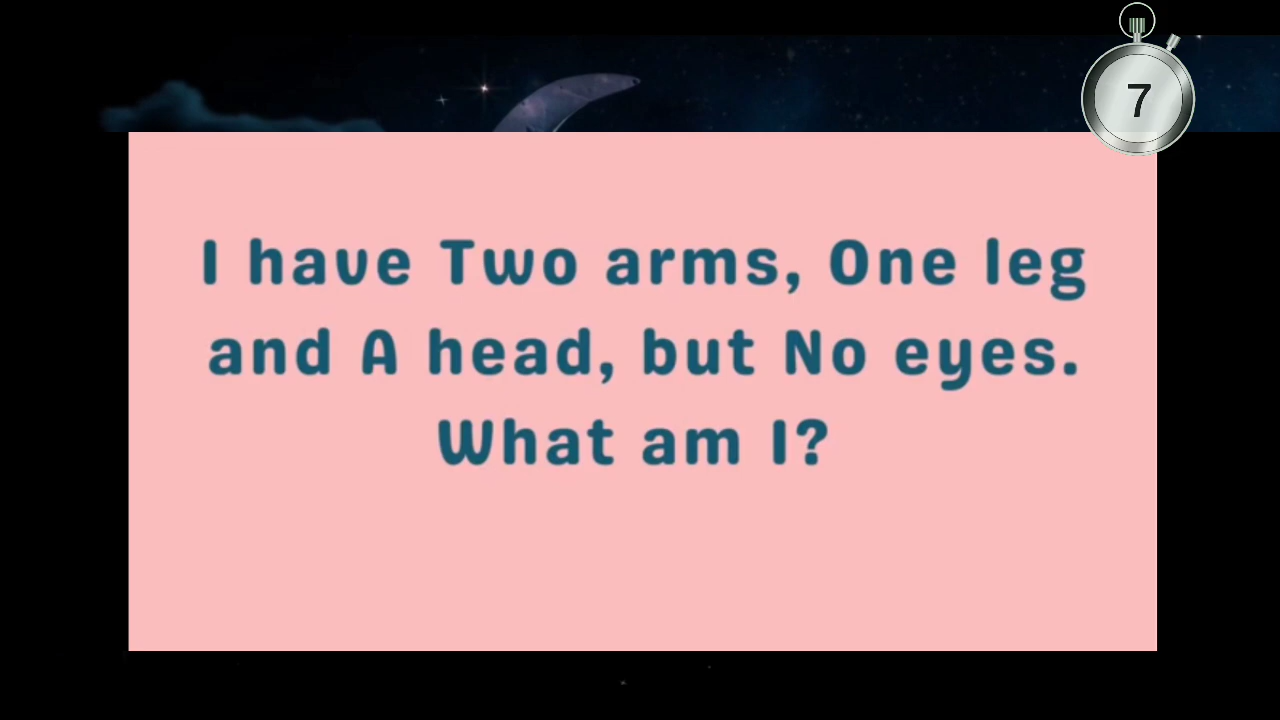 7
I have Two arms, One leg
and A head, but No eyes.
What am I?